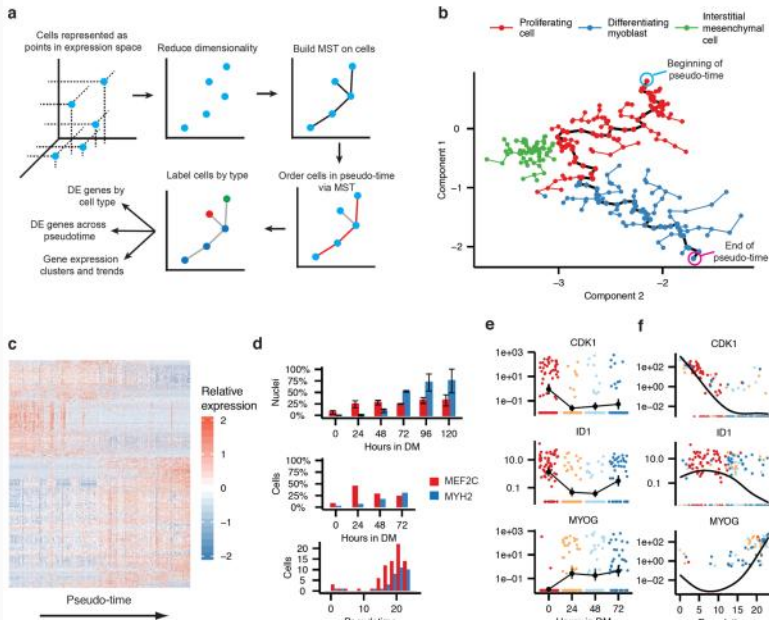 a
Cells represented as
points in expression space
Reduce dimensionality
Build MST on cells
DE genes by
cell type
DE genes across
pseudotime
Gene expression
clusters and trends
Label cells by type
Order cells in pseudo-time
via MST
b
Proliferating
cell
Differentiating
myoblast
Interstitial
mesenchymal
cell
Beginning of
pseudo-time
Component 1
0
−1
−2
End of
pseudo-time
−3
−2
Component 2
c
Relative
expression
2
1
0
−1
−2
Pseudo-time
d
Nuclei
100%
75%
50%
25%
0%
0 24 48 72 96 120
Hours in DM
Cells
100%
75%
50%
25%
0%
MEF2C
MYH2
0 24 48 72
Hours in DM
Cells
20
15
10
5
0
0 10 20
e
CDK1
1e+03
1e+01
1e−01
ID1
10.0
0.1
MYOG
1e+03
1e+01
1e−01
0 24 48 72
Hours in DM
f
CDK1
1e+02
1e+00
1e−02
ID1
10.0
0.1
MYOG
1e+04
1e+02
1e+00
1e−02
0 5 10 15 20